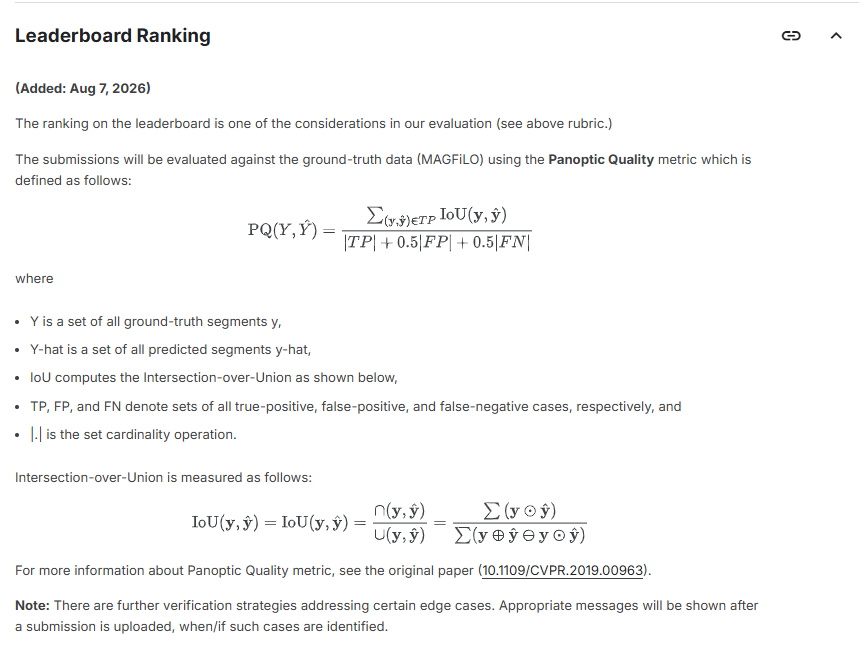 Leaderboard Ranking
(Added: Aug 7, 2026)
The ranking on the leaderboard is one of the considerations in our evaluation (see above rubric.)
The submissions will be evaluated against the ground-truth data (MAGFiLO) using the Panoptic Quality metric which is
defined as follows:
PQ(Y, Ŷ) = ∑(y,ŷ)∈TP IoU(y, ŷ) / |TP| + 0.5|FP| + 0.5|FN|
where
• Y is a set of all ground-truth segments y,
• Y-hat is a set of all predicted segments y-hat,
• IoU computes the Intersection-over-Union as shown below,
• TP, FP, and FN denote sets of all true-positive, false-positive, and false-negative cases, respectively, and
• |.| is the set cardinality operation.
Intersection-over-Union is measured as follows:
IoU(y, ŷ) = IoU(y, ŷ) = ∩(y, ŷ) / ∪(y, ŷ) = ∑(y ⊙ ŷ) / ∑(y ⊕ ŷ ⊖ y ⊙ ŷ)
For more information about Panoptic Quality metric, see the original paper (10.1109/CVPR.2019.00963).
Note: There are further verification strategies addressing certain edge cases. Appropriate messages will be shown after
a submission is uploaded, when/if such cases are identified.